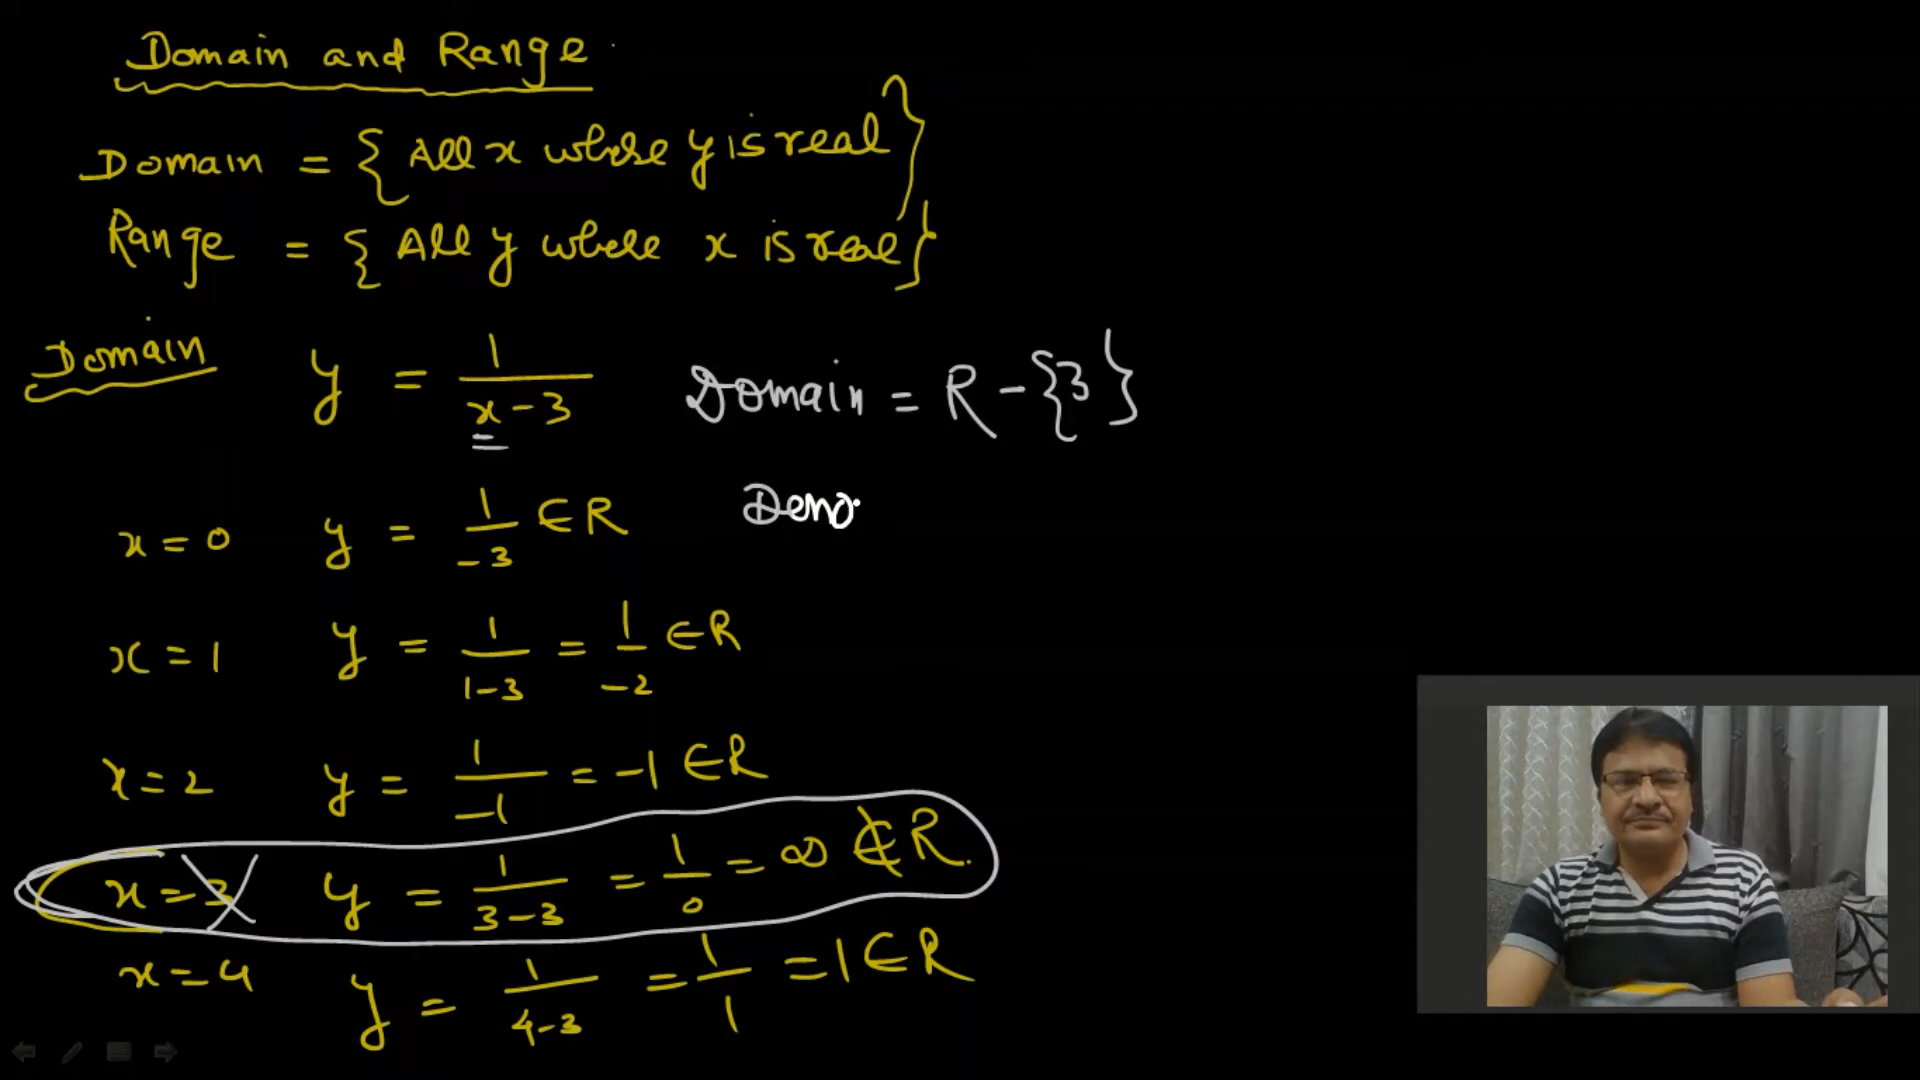 Domain and Range
Domain = {All x where y is real}
Range = {All y where x is real}
Domain y = 1/(x-3) Domain = R - {3}
Deno
x = 0 y = 1/-3 ∈ R
x = 1 y = 1/(1-3) = 1/-2 ∈ R
x = 2 y = 1/-1 = -1 ∈ R
x = 3 y = 1/(3-3) = 1/0 = ∞ ∉ R.
x = 4 y = 1/(4-3) = 1/1 = 1 ∈ R